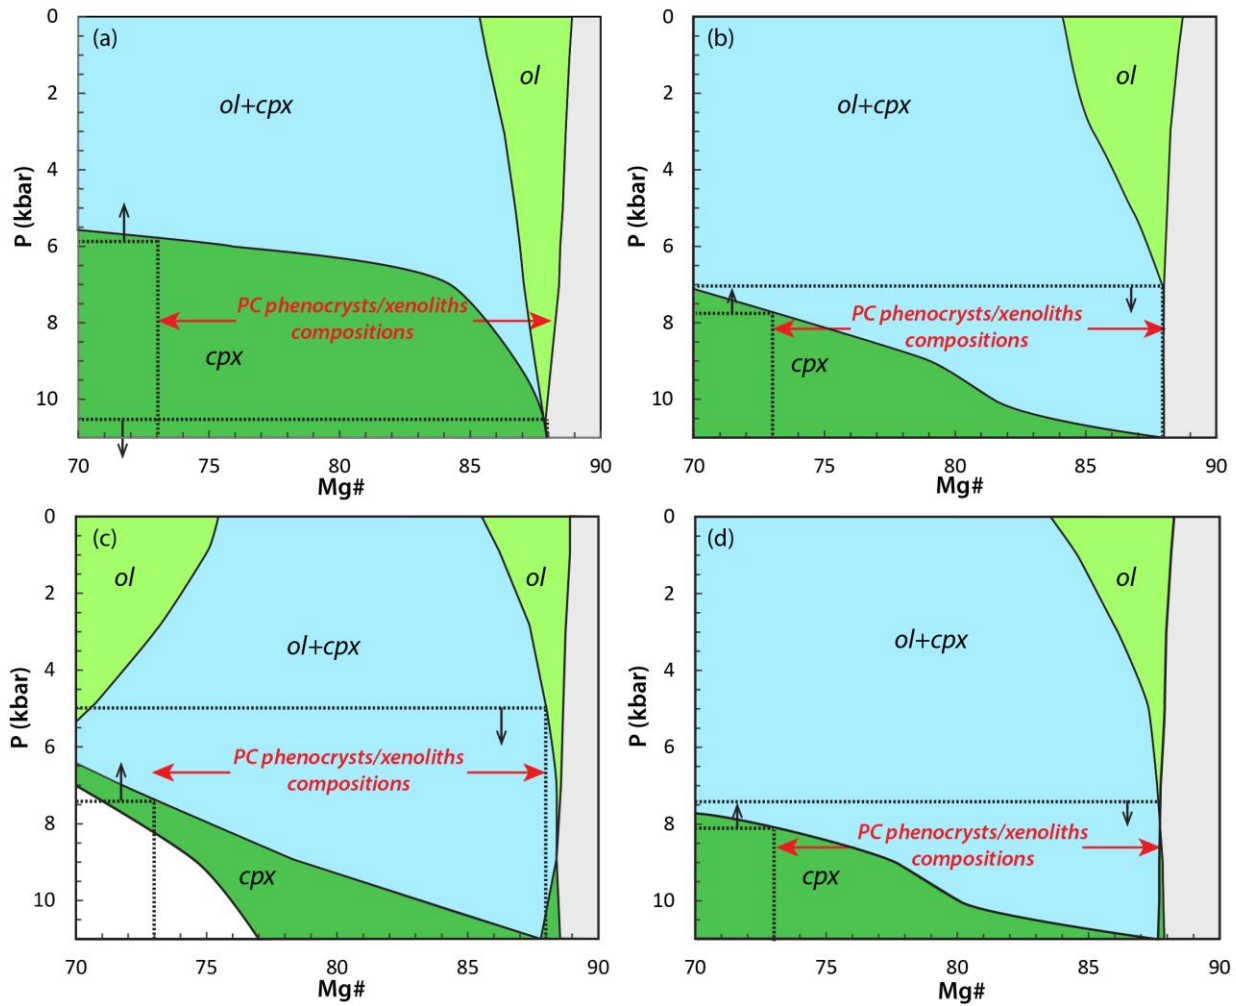 (a)
ol
ol+cpx
PC phenocrysts/xenoliths
compositions
cpx
0
2
4
6
8
10
P (kbar)
70
75
80
85
90
Mg#
(b)
ol
ol+cpx
PC phenocrysts/xenoliths
compositions
cpx
0
2
4
6
8
10
P (kbar)
70
75
80
85
90
Mg#
(c)
ol
ol
ol+cpx
PC phenocrysts/xenoliths
compositions
cpx
0
2
4
6
8
10
P (kbar)
70
75
80
85
90
Mg#
(d)
ol
ol+cpx
PC phenocrysts/xenoliths
compositions
cpx
0
2
4
6
8
10
P (kbar)
70
75
80
85
90
Mg#